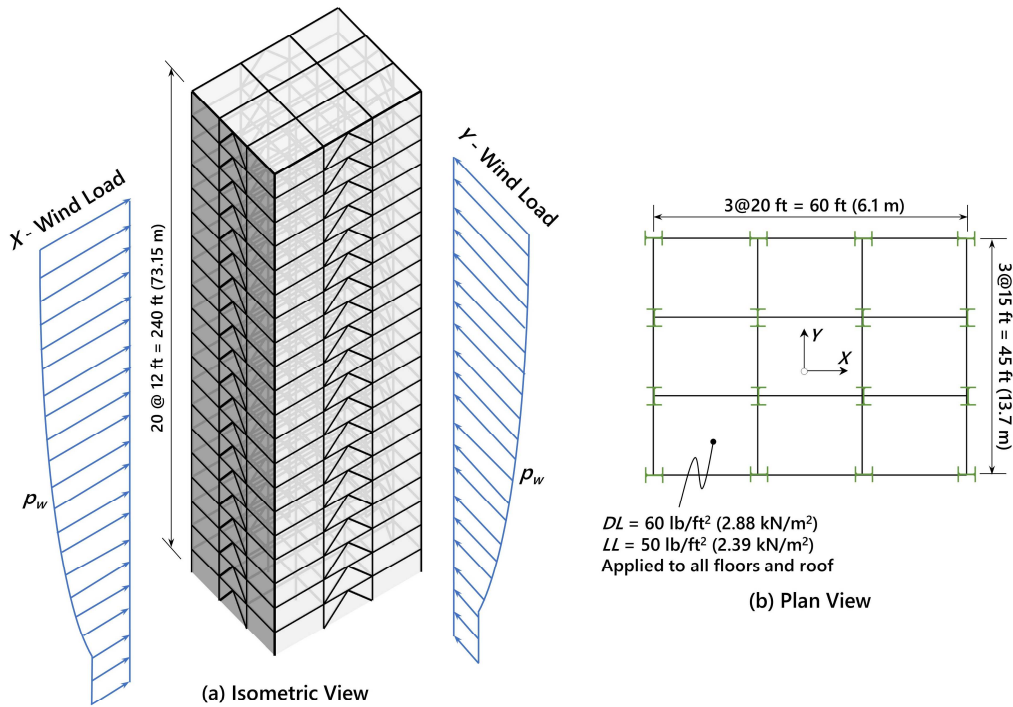 X - Wind Load
20 @ 12 ft = 240 ft (73.15 m)
Y - Wind Load
p_w
p_w
(a) Isometric View
3@20 ft = 60 ft (6.1 m)
3@15 ft = 45 ft (13.7 m)
Y
X
DL = 60 lb/ft² (2.88 kN/m²)
LL = 50 lb/ft² (2.39 kN/m²)
Applied to all floors and roof
(b) Plan View